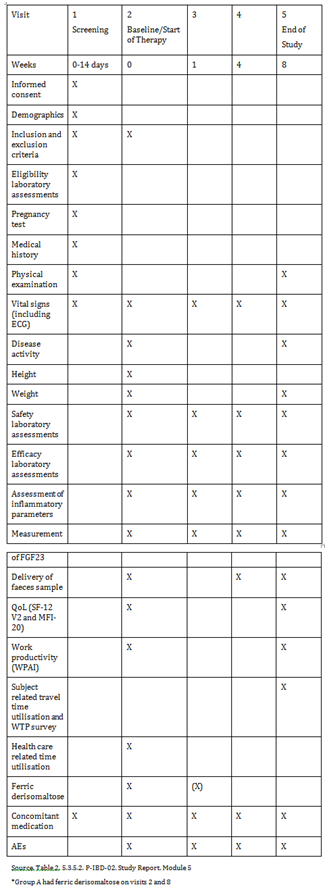 Visit 1 2 3 4 5
Screening Baseline/Start of Therapy End of Study
Weeks 0-14 days 0 1 4 8
Informed consent X
Demographics X
Inclusion and exclusion criteria X X
Eligibility laboratory assessments X
Pregnancy test X
Medical history X
Physical examination X X
Vital signs (including ECG) X X X X X
Disease activity X X
Height X
Weight X X
Safety laboratory assessments X X X X
Efficacy laboratory assessments X X X X
Assessment of inflammatory parameters X X X X
Measurement X X X X
of FGF23
Delivery of faeces sample X X X
QoL (SF-12 V2 and MFI-20) X X
Work productivity (WPAI) X X
Subject related travel time utilisation and WTP survey X
Health care related time utilisation X
Ferric derisomaltose X (X)
Concomitant medication X X X X X
AEs X X X X
Source. Table 2, 5.3.5.2. P-IBD-02. Study Report. Module 5
*Group A had ferric derisomaltose on visits 2 and 8